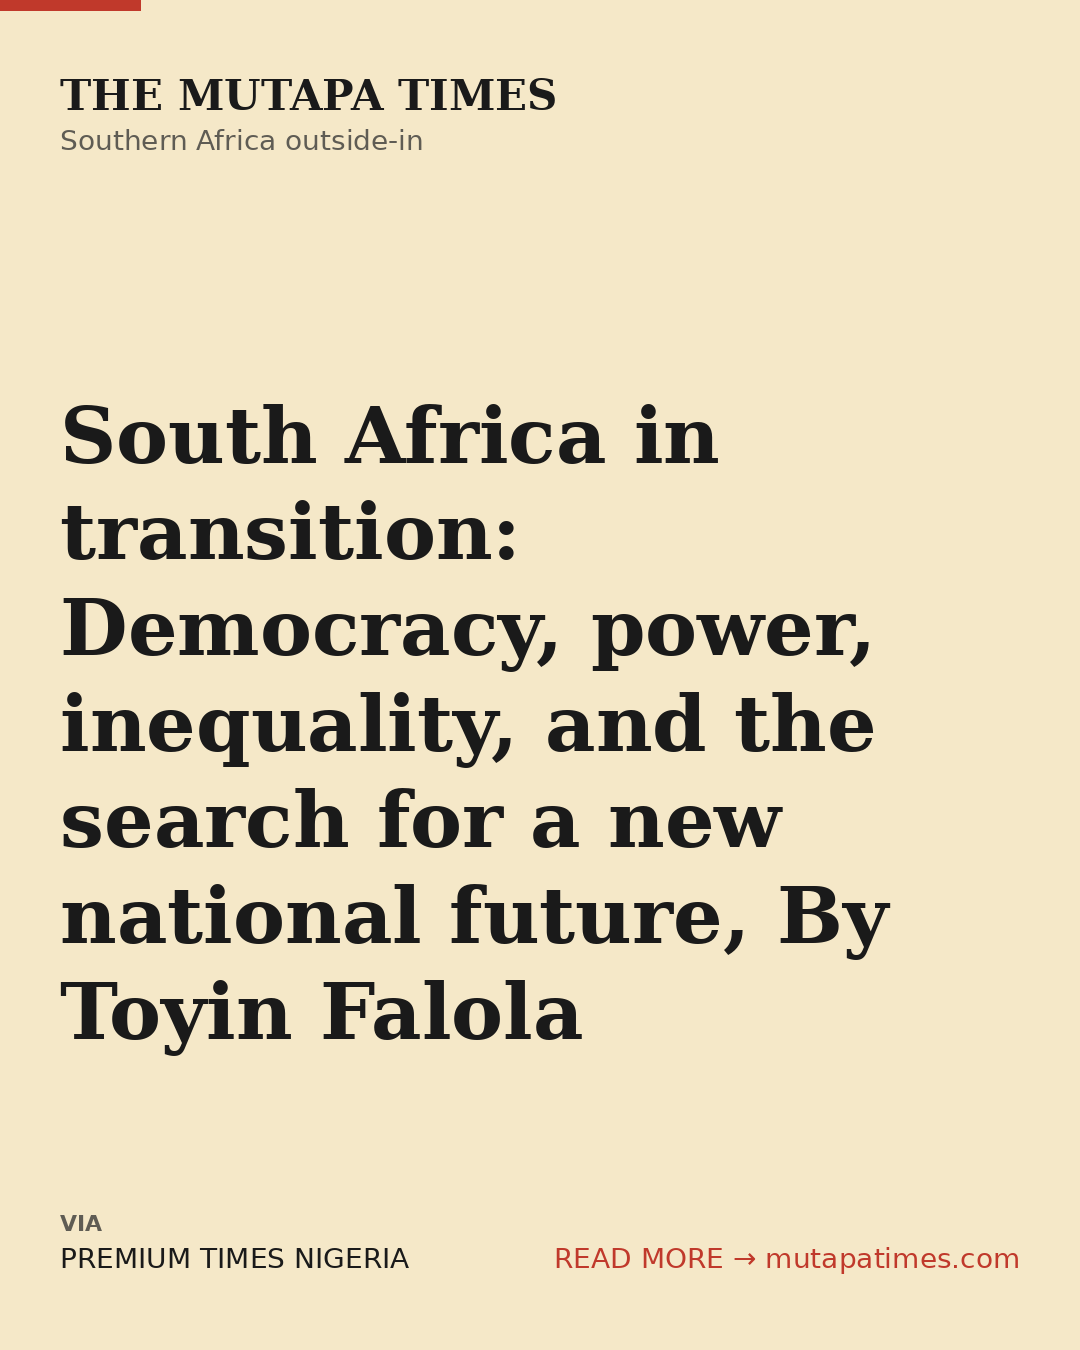 THE MUTAPA TIMES
Southern Africa outside-in
South Africa in
transition:
Democracy, power,
inequality, and the
search for a new
national future, By
Toyin Falola
VIA
PREMIUM TIMES NIGERIA
READ MORE → mutapatimes.com